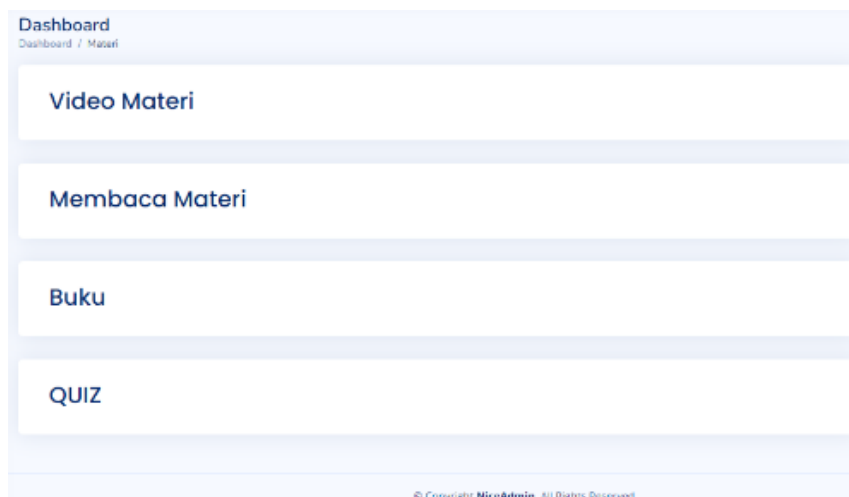 Dashboard
Dashboard / Materi
Video Materi
Membaca Materi
Buku
QUIZ
© Copyright NiceAdmin. All Rights Reserved